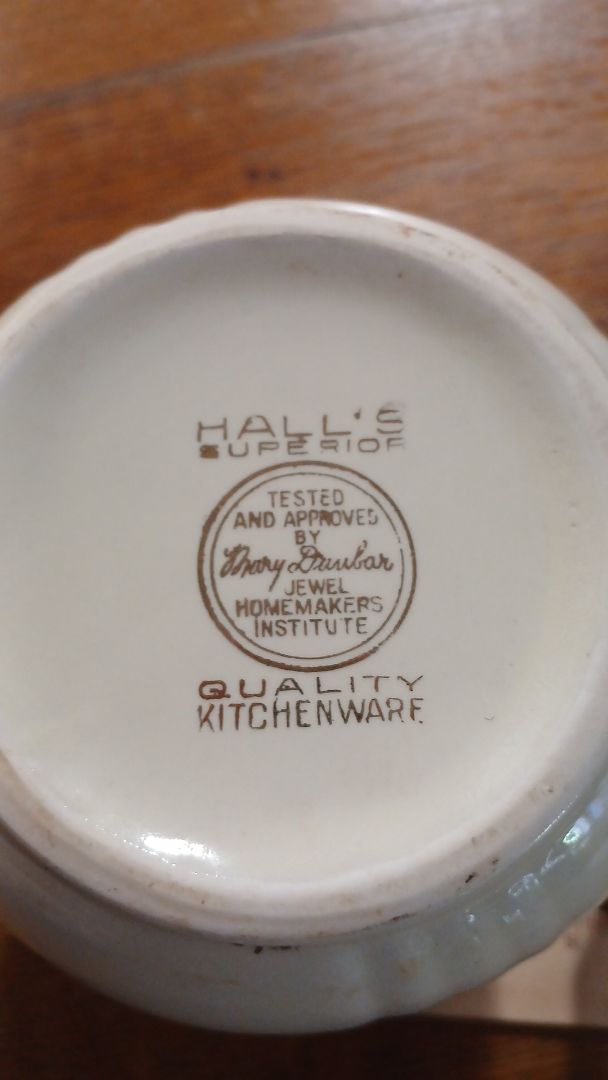 HALL'S
SUPERIOR
TESTED
AND APPROVED
BY
Mary Dunbar
JEWEL
HOMEMAKERS
INSTITUTE
QUALITY
KITCHENWARE